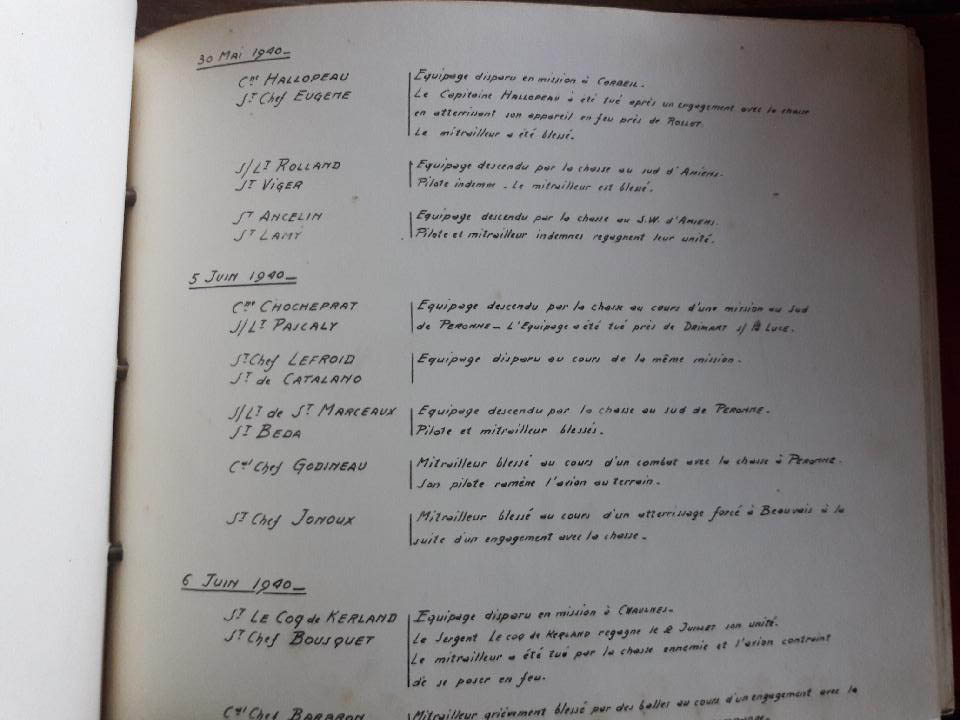 30 Mai 1940_
Cne HALLOPEAU
St Chef EUGENE
Equipage disparu en mission à CORBEIL.
Le Capitaine HALLOPEAU a été tué après un engagement avec la chasse
en atterrissant son appareil en feu près de ROLLOT.
Le mitrailleur a été blessé.
S/Lt ROLLAND
St VIGER
Equipage descendu par la chasse au sud d'Amiens.
Pilote indemne - Le mitrailleur est blessé.
St ANCELIN
St LAMY
Equipage descendu par la chasse au S.W. d'AMIENS.
Pilote et mitrailleur indemnes regagnent leur unité.
5 JUIN 1940_
Cne CHOCHEPRAT
S/Lt PASCALY
Equipage descendu par la chasse au cours d'une mission au sud
de PERONNE - L'Equipage a été tué près de s/ LUCE.
St Chef LEFROID
St de CATALANO
Equipage disparu au cours de la même mission.
S/Lt de St MARCEAUX
St BEDA
Equipage descendu par la chasse au sud de PERONNE.
Pilote et mitrailleur blessés.
Cal Chef GODINEAU
Mitrailleur blessé au cours d'un combat avec la chasse à PERONNE.
Son pilote ramène l'avion au terrain.
St Chef JONOUX
Mitrailleur blessé au cours d'un atterrissage forcé à Beauvais à la
suite d'un engagement avec la chasse.
6 JUIN 1940_
St LE COQ de KERLAND
St Chef BOUSQUET
Equipage disparu en mission à CHAULNES.
Le Sergent LE COQ de KERLAND regagne le 2 JUILLET son unité.
Le mitrailleur a été tué par la chasse ennemie et l'avion contraint
de se poser en feu.
Cal Chef BARBRON
Mitrailleur grièvement blessé par des balles au cours d'un engagement avec la